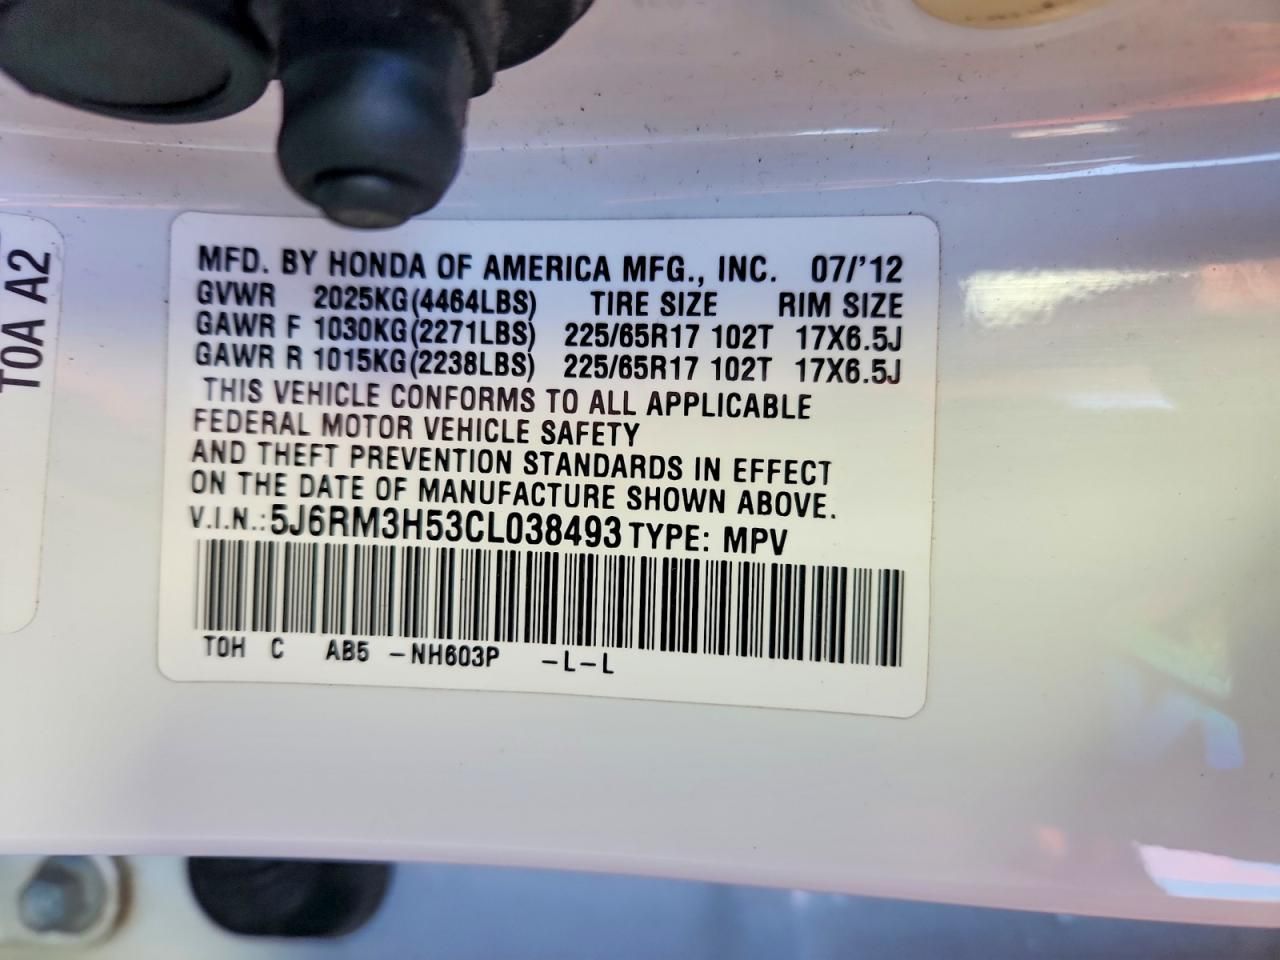 T0A A2
MFD. BY HONDA OF AMERICA MFG., INC. 07/'12
GVWR 2025KG(4464LBS) TIRE SIZE RIM SIZE
GAWR F 1030KG(2271LBS) 225/65R17 102T 17X6.5J
GAWR R 1015KG(2238LBS) 225/65R17 102T 17X6.5J
THIS VEHICLE CONFORMS TO ALL APPLICABLE
FEDERAL MOTOR VEHICLE SAFETY
AND THEFT PREVENTION STANDARDS IN EFFECT
ON THE DATE OF MANUFACTURE SHOWN ABOVE.
V.I.N.: 5J6RM3H53CL038493 TYPE: MPV
T0H C AB5 -NH603P -L-L